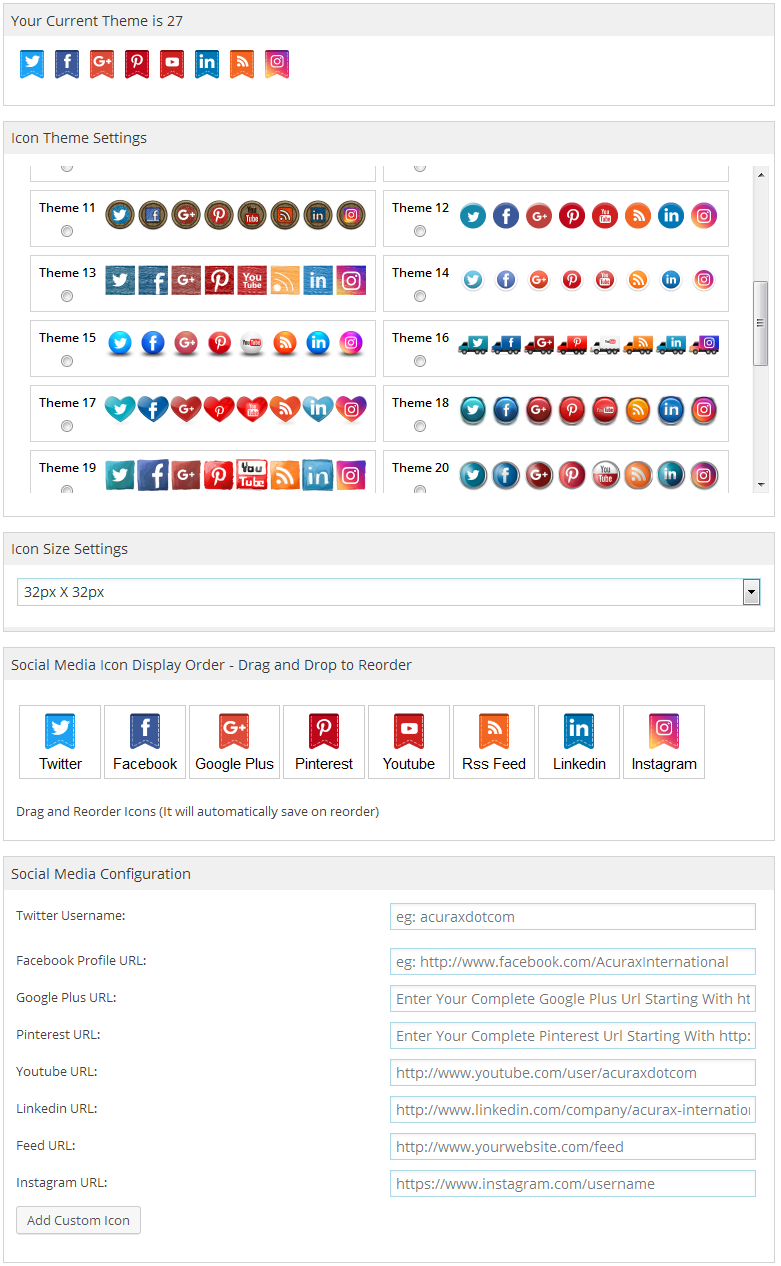 Your Current Theme is 27
Icon Theme Settings
Theme 11
Theme 12
Theme 13
Theme 14
Theme 15
Theme 16
Theme 17
Theme 18
Theme 19
Theme 20
Icon Size Settings
32px X 32px
Social Media Icon Display Order - Drag and Drop to Reorder
Twitter Facebook Google Plus Pinterest Youtube Rss Feed Linkedin Instagram
Drag and Reorder Icons (It will automatically save on reorder)
Social Media Configuration
Twitter Username: eg: acuraxdotcom
Facebook Profile URL: eg: http://www.facebook.com/AcuraxInternational
Google Plus URL: Enter Your Complete Google Plus Url Starting With ht
Pinterest URL: Enter Your Complete Pinterest Url Starting With http:
Youtube URL: http://www.youtube.com/user/acuraxdotcom
Linkedin URL: http://www.linkedin.com/company/acurax-internatio
Feed URL: http://www.yourwebsite.com/feed
Instagram URL: https://www.instagram.com/username
Add Custom Icon